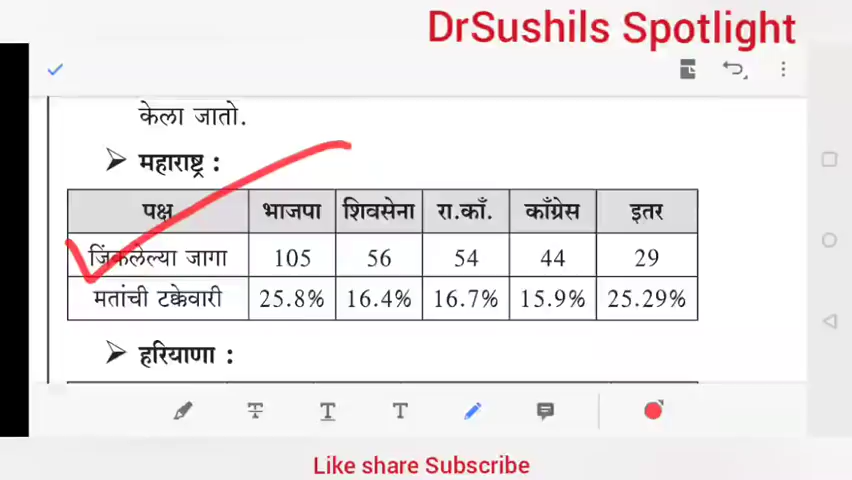 DrSushils Spotlight
केला जातो.
➢ महाराष्ट्र :
पक्ष भाजपा शिवसेना रा.काँ. काँग्रेस इतर
जिंकलेल्या जागा 105 56 54 44 29
मतांची टक्केवारी 25.8% 16.4% 16.7% 15.9% 25.29%
➢ हरियाणा :
T T T
Like share Subscribe